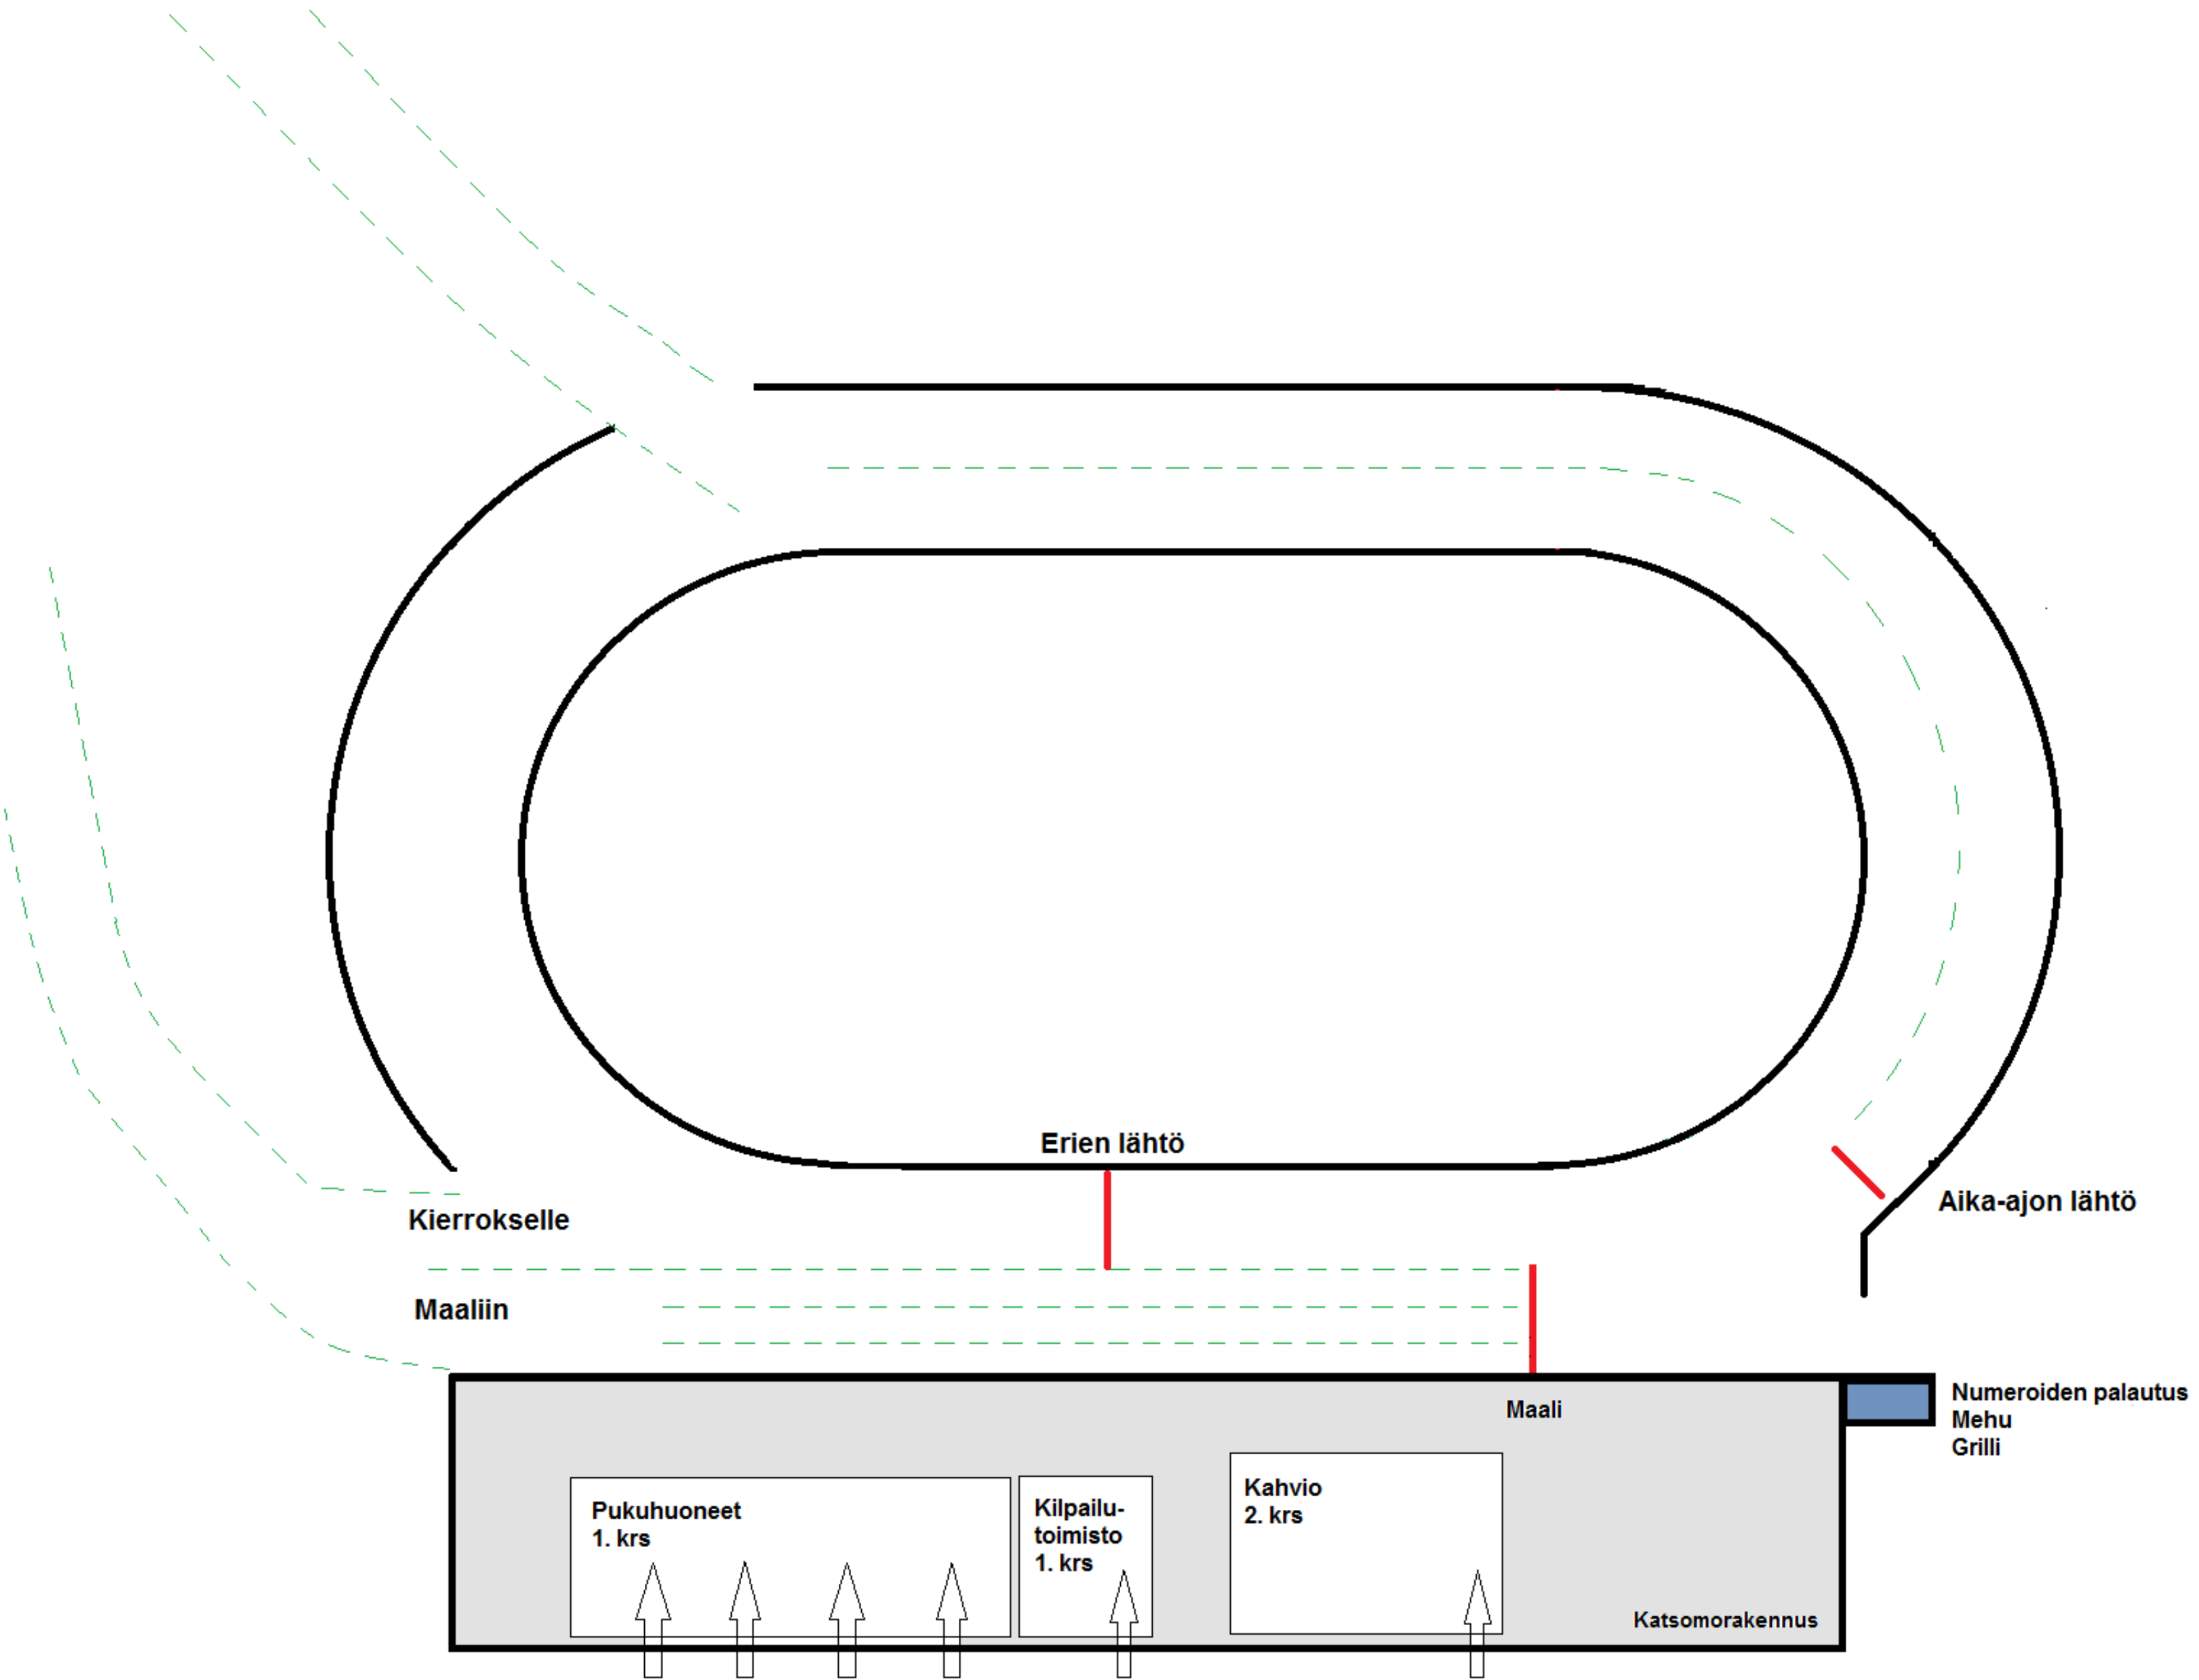 Erien lähtö
Aika-ajon lähtö
Kierrokselle
Maaliin
Maali
Numeroiden palautus
Mehu
Grilli
Pukuhuoneet
1. krs
Kilpailu-
toimisto
1. krs
Kahvio
2. krs
Katsomorakennus